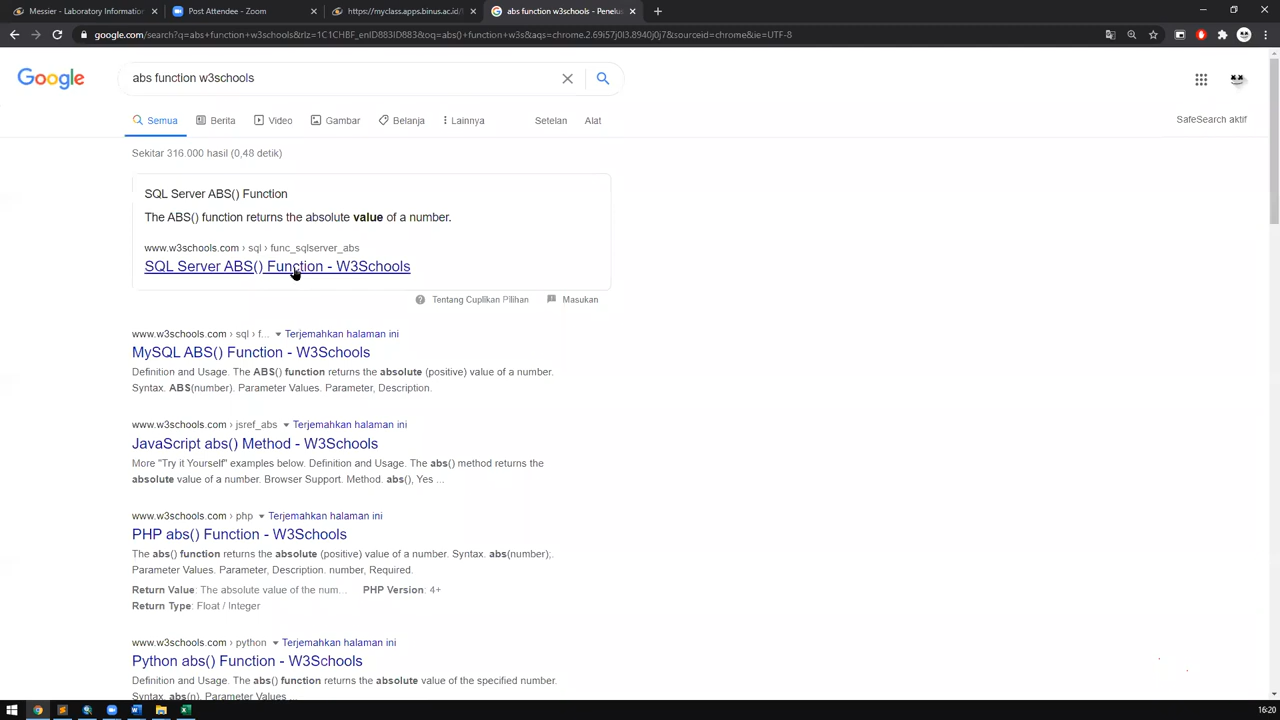 Messier - Laboratory Informatio
Post Attendee - Zoom
https://myclass.apps.binus.ac.id/
abs function w3schools - Penelus
google.com/search?q=abs+function+w3schools&rlz=1C1CHBF_enID883ID883&oq=abs()+function+w3s&aqs=chrome.2.69i57j0l3.8940j0j7&sourceid=chrome&ie=UTF-8
Google
abs function w3schools
Semua
Berita
Video
Gambar
Belanja
Lainnya
Setelan
Alat
SafeSearch aktif
Sekitar 316.000 hasil (0,48 detik)
SQL Server ABS() Function
The ABS() function returns the absolute value of a number.
www.w3schools.com › sql › func_sqlserver_abs
SQL Server ABS() Function - W3Schools
Tentang Cuplikan Pilihan
Masukan
www.w3schools.com › sql › f... Terjemahkan halaman ini
MySQL ABS() Function - W3Schools
Definition and Usage. The ABS() function returns the absolute (positive) value of a number.
Syntax. ABS(number). Parameter Values. Parameter, Description.
www.w3schools.com › jsref_abs Terjemahkan halaman ini
JavaScript abs() Method - W3Schools
More "Try it Yourself" examples below. Definition and Usage. The abs() method returns the
absolute value of a number. Browser Support. Method. abs(), Yes ...
www.w3schools.com › php Terjemahkan halaman ini
PHP abs() Function - W3Schools
The abs() function returns the absolute (positive) value of a number. Syntax. abs(number);.
Parameter Values. Parameter, Description. number, Required.
Return Value: The absolute value of the num... PHP Version: 4+
Return Type: Float / Integer
www.w3schools.com › python Terjemahkan halaman ini
Python abs() Function - W3Schools
Definition and Usage. The abs() function returns the absolute value of the specified number.
Syntax. abs(n). Parameter Values ...
16:20